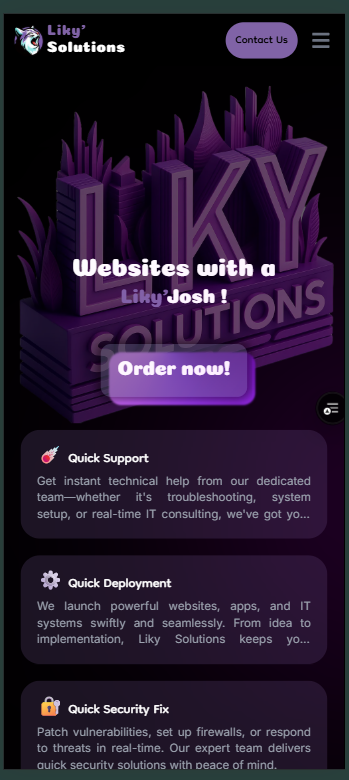 Liky'
Solutions
Contact Us
LIKY
SOLUTIONS
Websites with a
Liky'Josh !
Order now!
Quick Support
Get instant technical help from our dedicated
team—whether it's troubleshooting, system
setup, or real-time IT consulting, we've got yo...
Quick Deployment
We launch powerful websites, apps, and IT
systems swiftly and seamlessly. From idea to
implementation, Liky Solutions keeps yo...
Quick Security Fix
Patch vulnerabilities, set up firewalls, or respond
to threats in real-time. Our expert team delivers
quick security solutions with peace of mind.